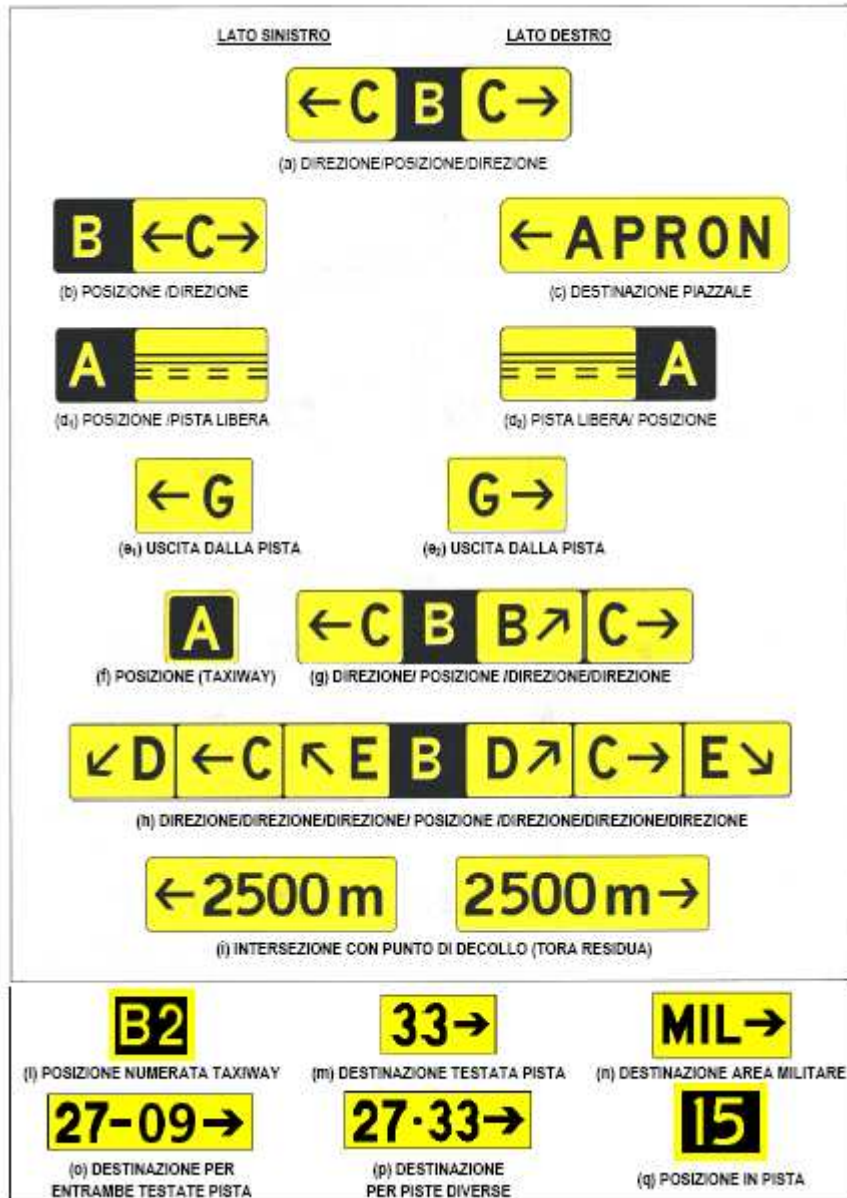 LATO SINISTRO LATO DESTRO
←C B C→
(a) DIREZIONE/POSIZIONE/DIREZIONE
B ←C→ ← APRON
(b) POSIZIONE /DIREZIONE (c) DESTINAZIONE PIAZZALE
A A
(d₁) POSIZIONE /PISTA LIBERA (d₂) PISTA LIBERA/ POSIZIONE
←G G→
(e₁) USCITA DALLA PISTA (e₂) USCITA DALLA PISTA
A ←C B B↗ C→
(f) POSIZIONE (TAXIWAY) (g) DIREZIONE/ POSIZIONE /DIREZIONE/DIREZIONE
↙D ←C ↖E B D↗ C→ E↘
(h) DIREZIONE/DIREZIONE/DIREZIONE/ POSIZIONE /DIREZIONE/DIREZIONE/DIREZIONE
←2500 m 2500 m→
(i) INTERSEZIONE CON PUNTO DI DECOLLO (TORA RESIDUA)
B2 33→ MIL→
(l) POSIZIONE NUMERATA TAXIWAY (m) DESTINAZIONE TESTATA PISTA (n) DESTINAZIONE AREA MILITARE
27-09→ 27·33→ 15
(o) DESTINAZIONE PER (p) DESTINAZIONE (q) POSIZIONE IN PISTA
ENTRAMBE TESTATE PISTA PER PISTE DIVERSE